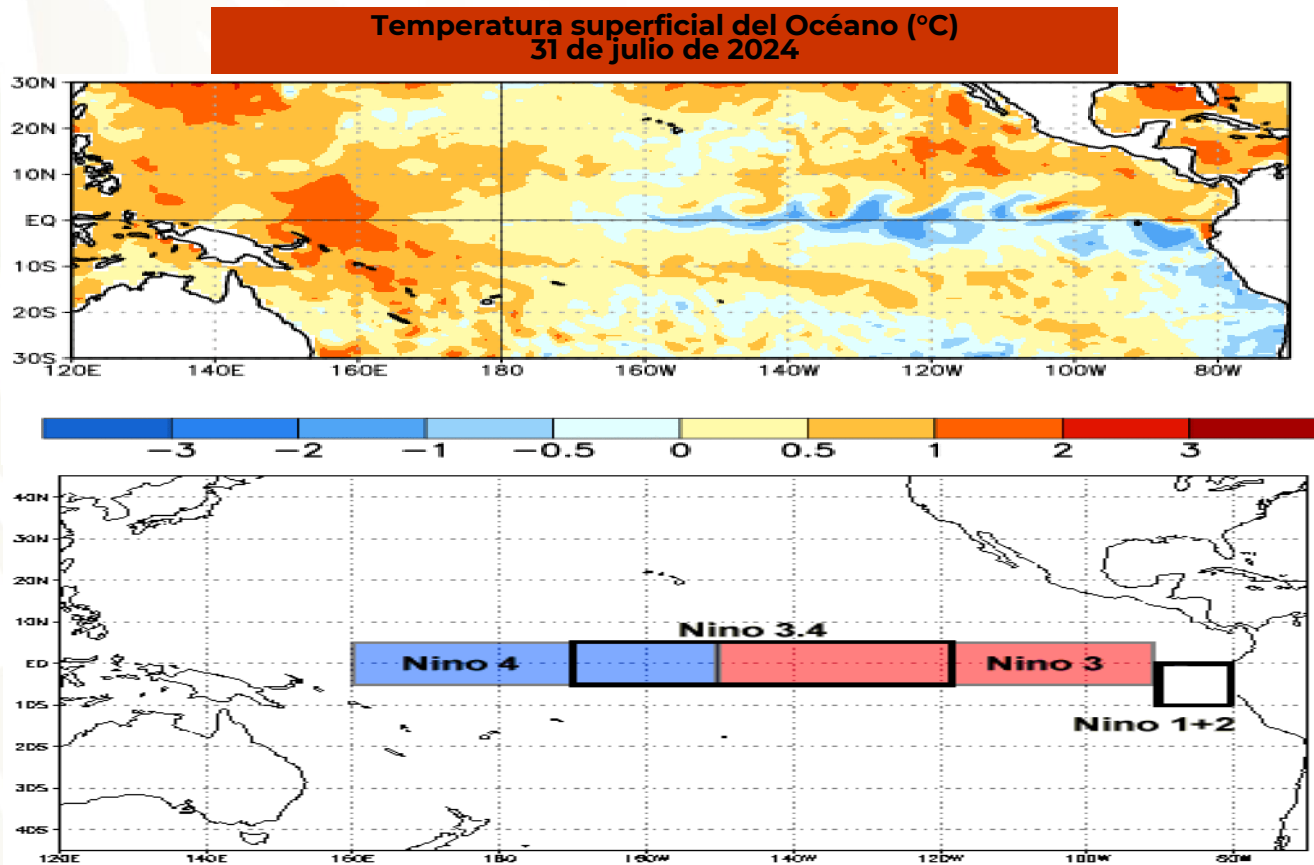 Temperatura superficial del Océano (°C)
31 de julio de 2024
30N
20N
10N
EQ
10S
20S
30S
120E 140E 160E 180 160W 140W 120W 100W 80W
-3 -2 -1 -0.5 0 0.5 1 2 3
40N
30N
20N
10N
Nino 3.4
EQ Nino 4 Nino 3
10S
Nino 1+2
20S
30S
40S
120E 140E 160E 180 160W 140W 120W 100W 80W